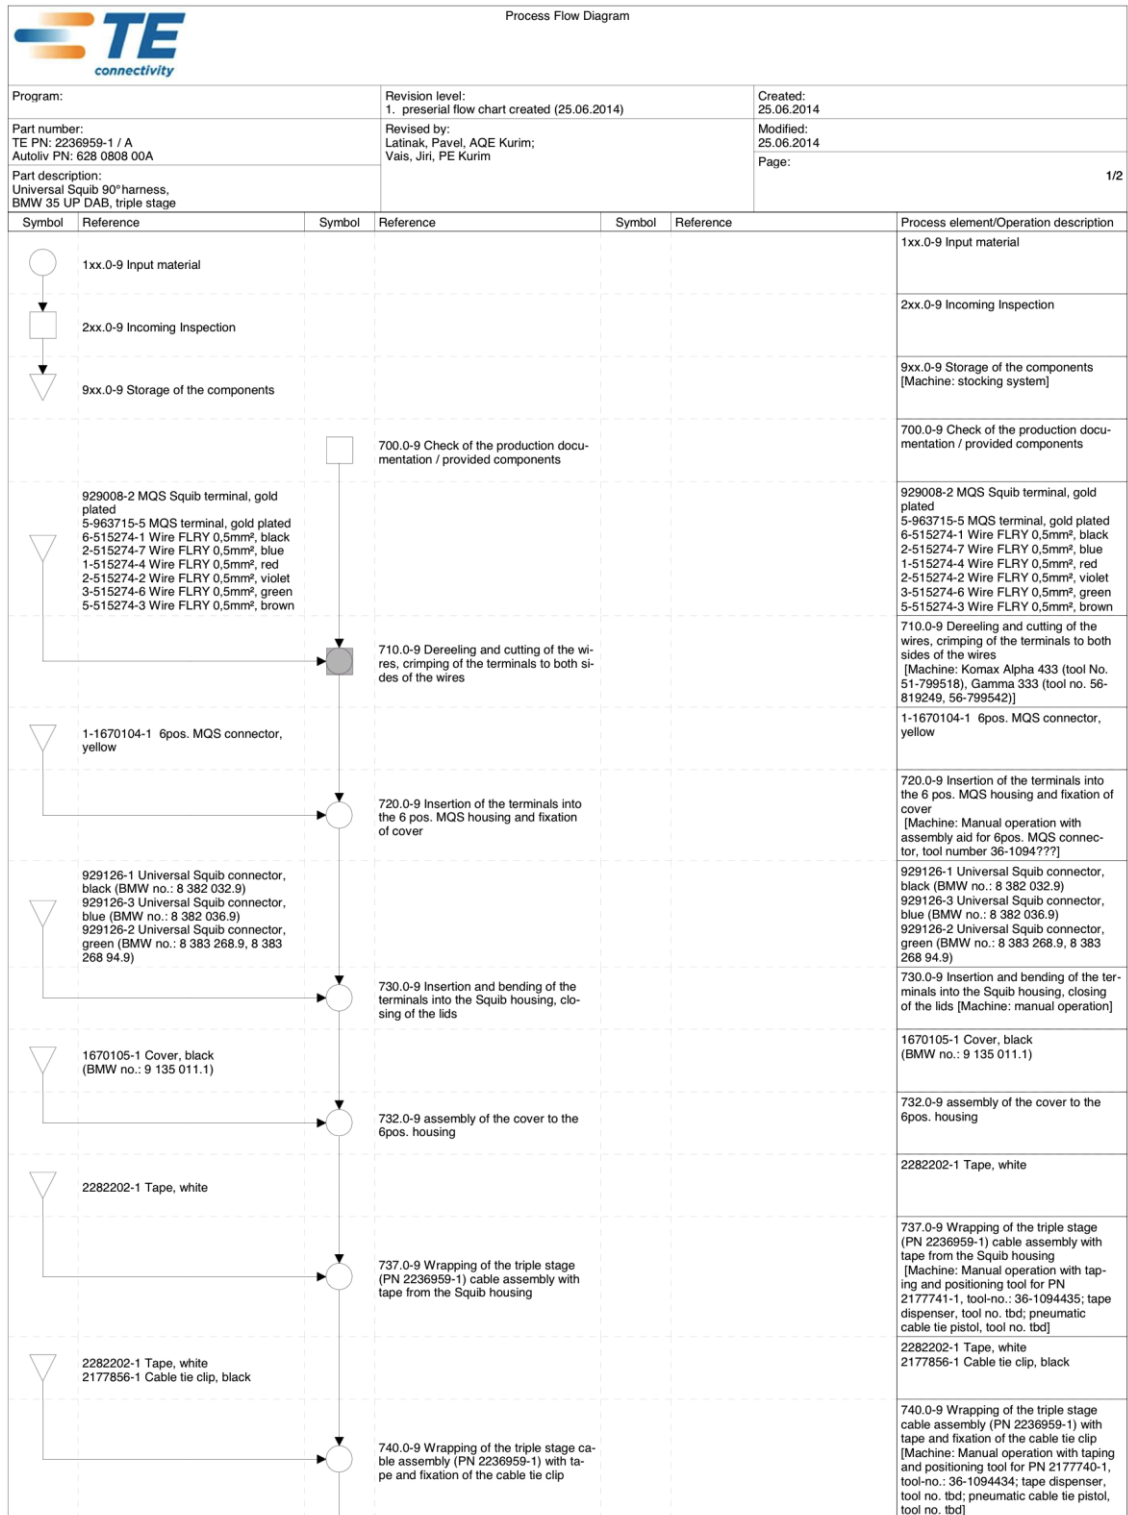 Process Flow Diagram
TE
connectivity
Program:
Revision level:
1. preserial flow chart created (25.06.2014)
Created:
25.06.2014
Part number:
TE PN: 2236959-1 / A
Autoliv PN: 628 0808 00A
Revised by:
Latinak, Pavel, AQE Kurim;
Vais, Jiri, PE Kurim
Modified:
25.06.2014
Page:
1/2
Part description:
Universal Squib 90°harness,
BMW 35 UP DAB, triple stage
Symbol Reference Symbol Reference Symbol Reference Process element/Operation description
1xx.0-9 Input material
1xx.0-9 Input material
2xx.0-9 Incoming Inspection
2xx.0-9 Incoming Inspection
9xx.0-9 Storage of the components
9xx.0-9 Storage of the components
[Machine: stocking system]
700.0-9 Check of the production docu-
mentation / provided components
700.0-9 Check of the production docu-
mentation / provided components
929008-2 MQS Squib terminal, gold
plated
5-963715-5 MQS terminal, gold plated
6-515274-1 Wire FLRY 0,5mm², black
2-515274-7 Wire FLRY 0,5mm², blue
1-515274-4 Wire FLRY 0,5mm², red
2-515274-2 Wire FLRY 0,5mm², violet
3-515274-6 Wire FLRY 0,5mm², green
5-515274-3 Wire FLRY 0,5mm², brown
929008-2 MQS Squib terminal, gold
plated
5-963715-5 MQS terminal, gold plated
6-515274-1 Wire FLRY 0,5mm², black
2-515274-7 Wire FLRY 0,5mm², blue
1-515274-4 Wire FLRY 0,5mm², red
2-515274-2 Wire FLRY 0,5mm², violet
3-515274-6 Wire FLRY 0,5mm², green
5-515274-3 Wire FLRY 0,5mm², brown
710.0-9 Dereeling and cutting of the wi-
res, crimping of the terminals to both si-
des of the wires
710.0-9 Dereeling and cutting of the
wires, crimping of the terminals to both
sides of the wires
[Machine: Komax Alpha 433 (tool No.
51-799518), Gamma 333 (tool no. 56-
819249, 56-799542)]
1-1670104-1 6pos. MQS connector,
yellow
1-1670104-1 6pos. MQS connector,
yellow
720.0-9 Insertion of the terminals into
the 6 pos. MQS housing and fixation
of cover
720.0-9 Insertion of the terminals into
the 6 pos. MQS housing and fixation of
cover
[Machine: Manual operation with
assembly aid for 6pos. MQS connec-
tor, tool number 36-1094???]
929126-1 Universal Squib connector,
black (BMW no.: 8 382 032.9)
929126-3 Universal Squib connector,
blue (BMW no.: 8 382 036.9)
929126-2 Universal Squib connector,
green (BMW no.: 8 383 268.9, 8 383
268 94.9)
929126-1 Universal Squib connector,
black (BMW no.: 8 382 032.9)
929126-3 Universal Squib connector,
blue (BMW no.: 8 382 036.9)
929126-2 Universal Squib connector,
green (BMW no.: 8 383 268.9, 8 383
268 94.9)
730.0-9 Insertion and bending of the
terminals into the Squib housing, clo-
sing of the lids
730.0-9 Insertion and bending of the ter-
minals into the Squib housing, closing
of the lids [Machine: manual operation]
1670105-1 Cover, black
(BMW no.: 9 135 011.1)
1670105-1 Cover, black
(BMW no.: 9 135 011.1)
732.0-9 assembly of the cover to the
6pos. housing
732.0-9 assembly of the cover to the
6pos. housing
2282202-1 Tape, white
2282202-1 Tape, white
737.0-9 Wrapping of the triple stage
(PN 2236959-1) cable assembly with
tape from the Squib housing
737.0-9 Wrapping of the triple stage
(PN 2236959-1) cable assembly with
tape from the Squib housing
[Machine: Manual operation with tap-
ing and positioning tool for PN
2177741-1, tool-no.: 36-1094435; tape
dispenser, tool no. tbd; pneumatic
cable tie pistol, tool no. tbd]
2282202-1 Tape, white
2177856-1 Cable tie clip, black
2282202-1 Tape, white
2177856-1 Cable tie clip, black
740.0-9 Wrapping of the triple stage ca-
ble assembly (PN 2236959-1) with ta-
pe and fixation of the cable tie clip
740.0-9 Wrapping of the triple stage
cable assembly (PN 2236959-1) with
tape and fixation of the cable tie clip
[Machine: Manual operation with taping
and positioning tool for PN 2177740-1,
tool-no.: 36-1094434; tape dispenser,
tool no. tbd; pneumatic cable tie pistol,
tool no. tbd]